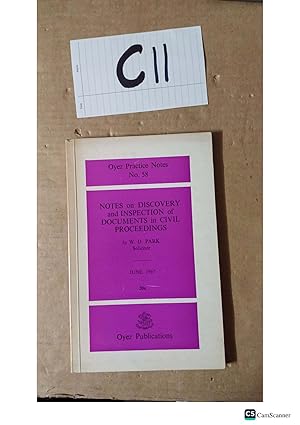 C11
Oyez Practice Notes
No. 58
NOTES on DISCOVERY
and INSPECTION of
DOCUMENTS in CIVIL
PROCEEDINGS
by W. D. PARK
Solicitor
JUNE, 1967
Oyez Publications
CS CamScanner